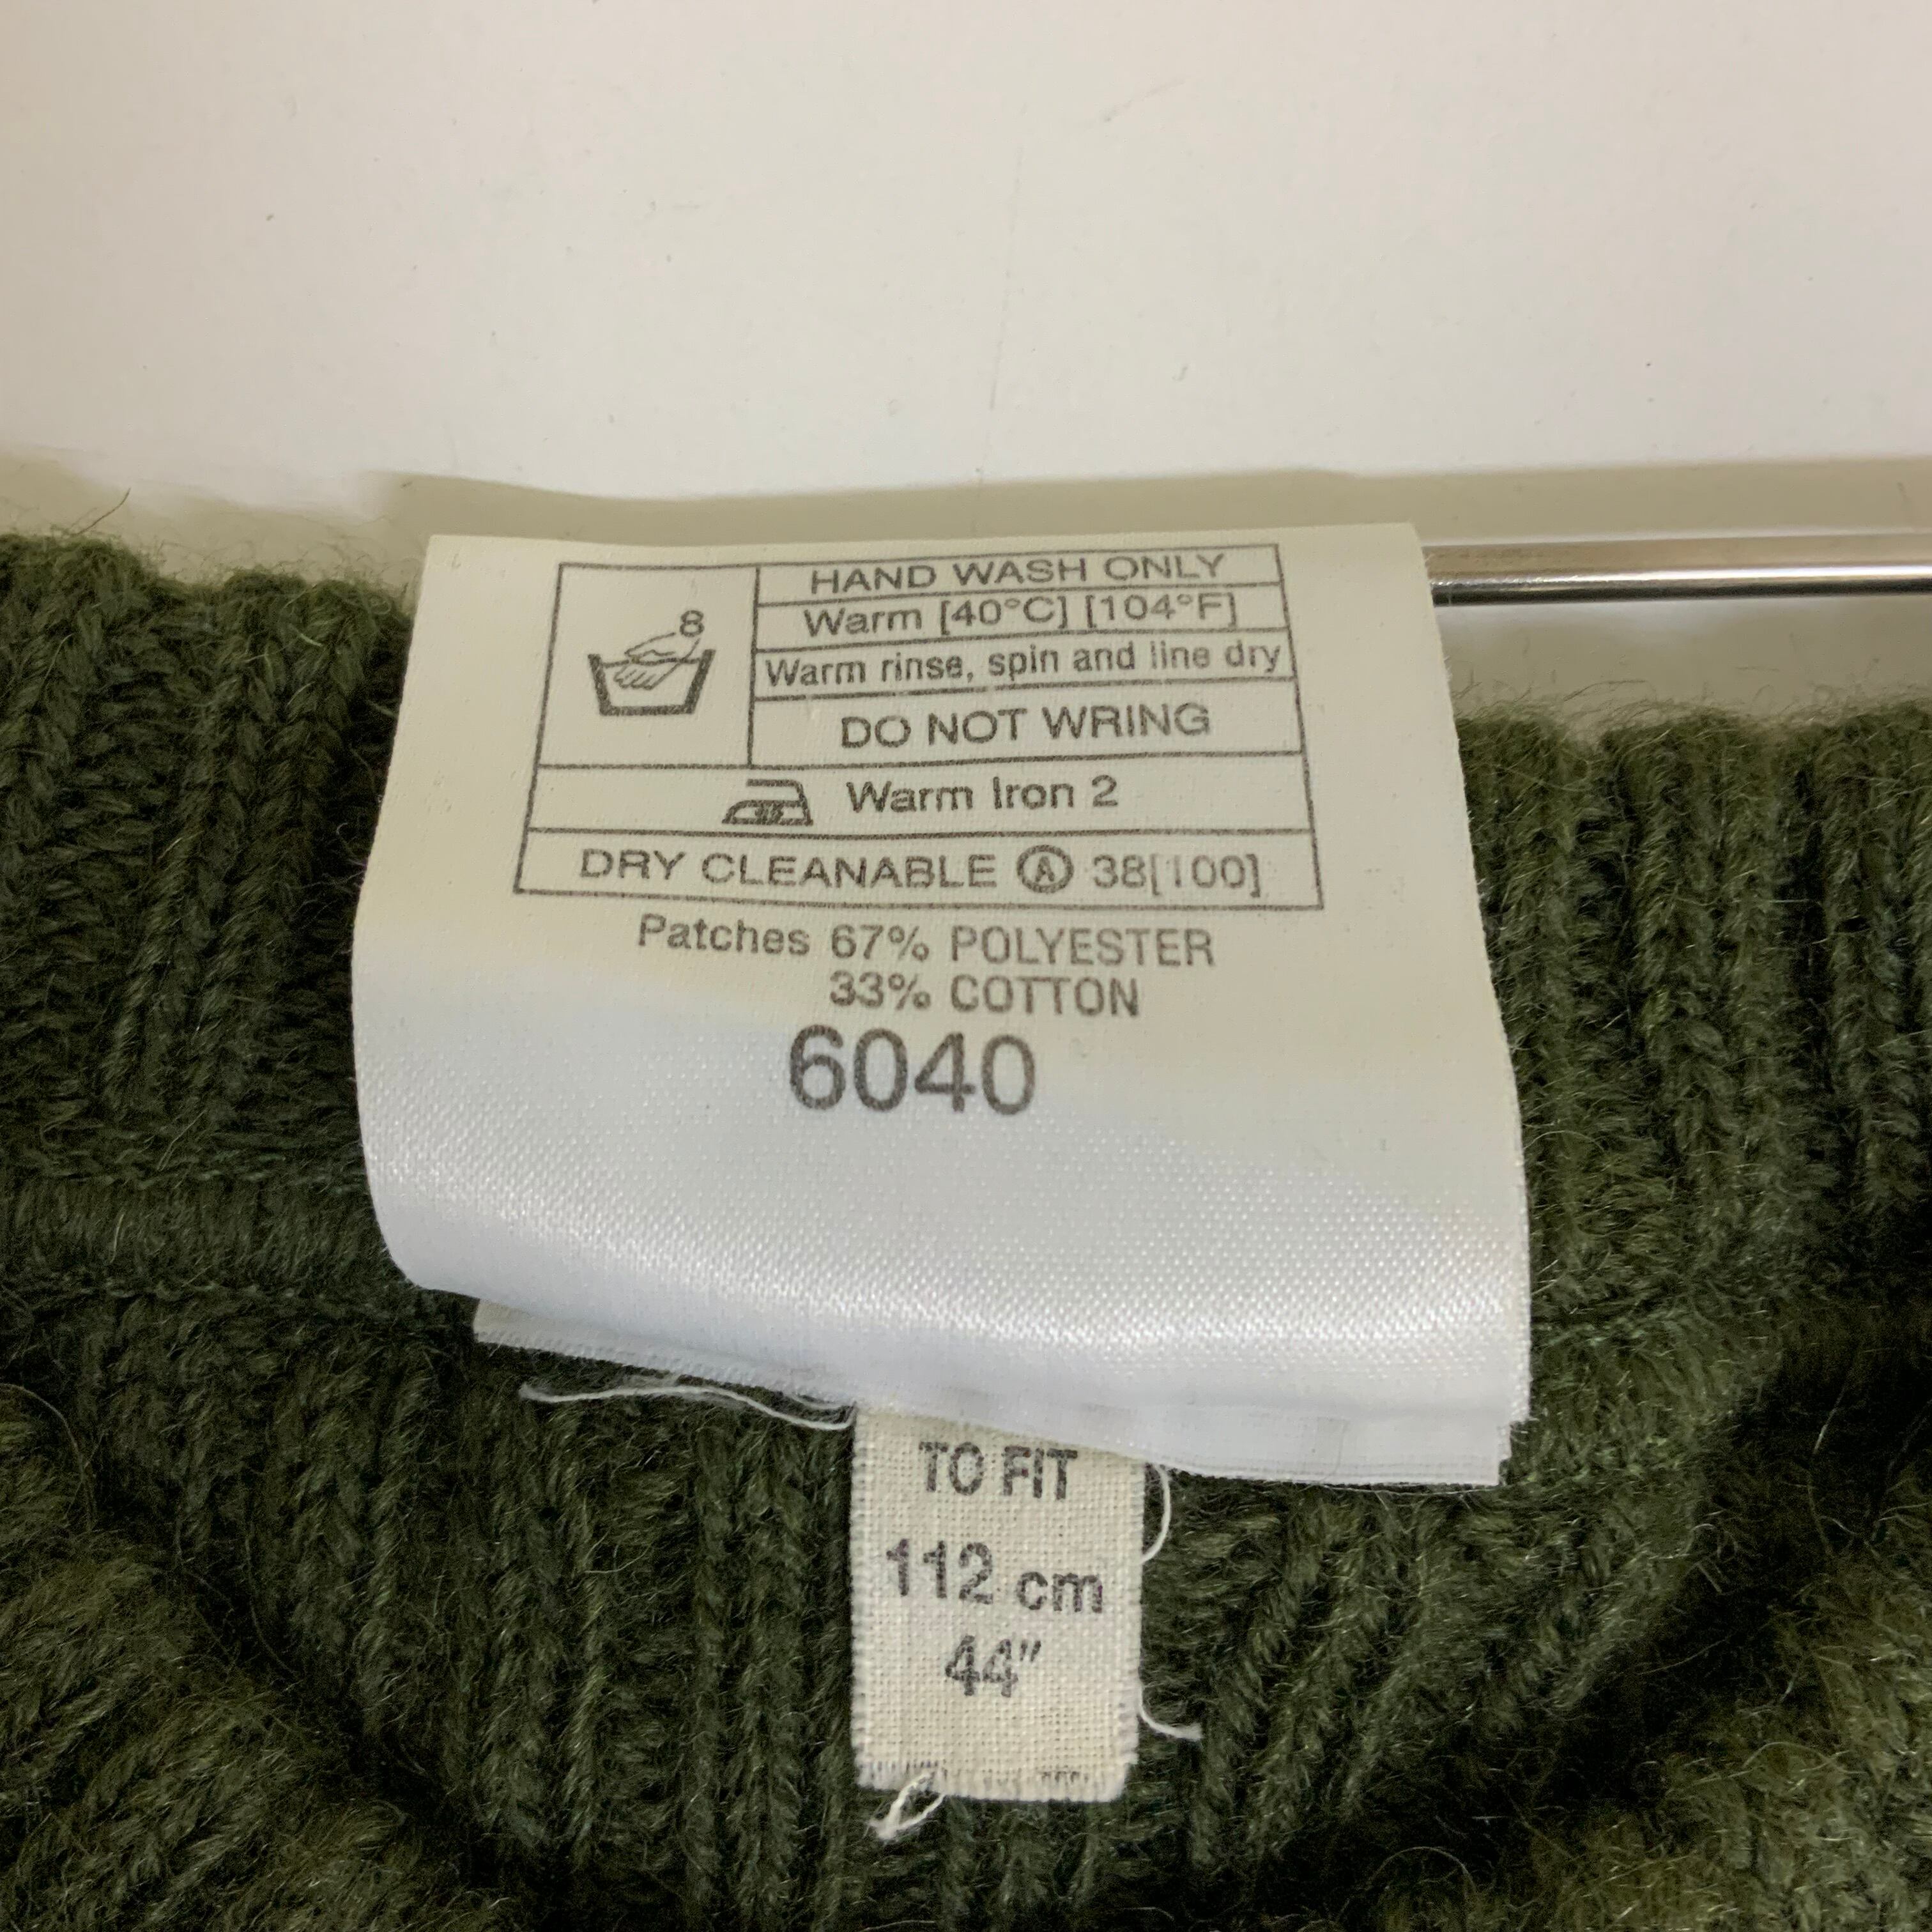 8
HAND WASH ONLY
Warm [40°C] [104°F]
Warm rinse, spin and line dry
DO NOT WRING
Warm Iron 2
DRY CLEANABLE Ⓐ 38[100]
Patches 67% POLYESTER
33% COTTON
6040
TO FIT
112 cm
44"